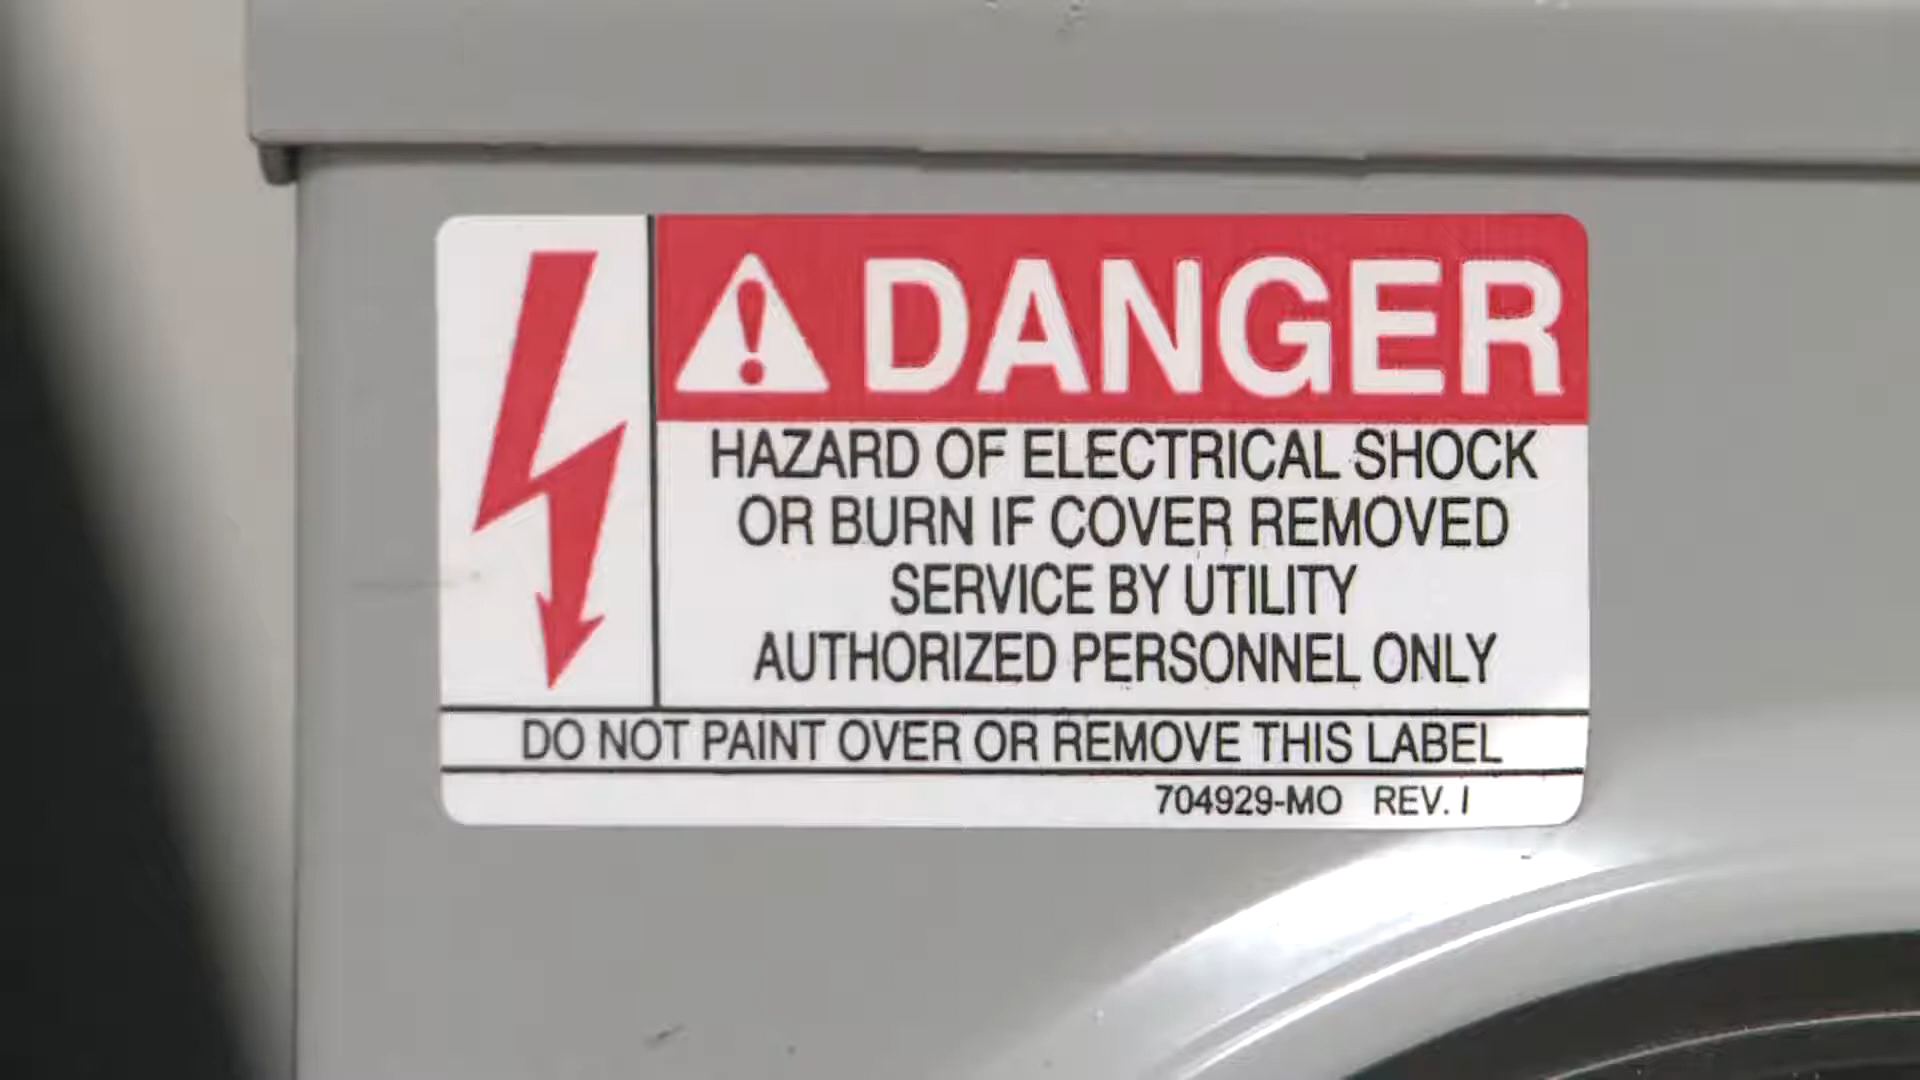 DANGER
HAZARD OF ELECTRICAL SHOCK
OR BURN IF COVER REMOVED
SERVICE BY UTILITY
AUTHORIZED PERSONNEL ONLY
DO NOT PAINT OVER OR REMOVE THIS LABEL
704929-MO REV. I